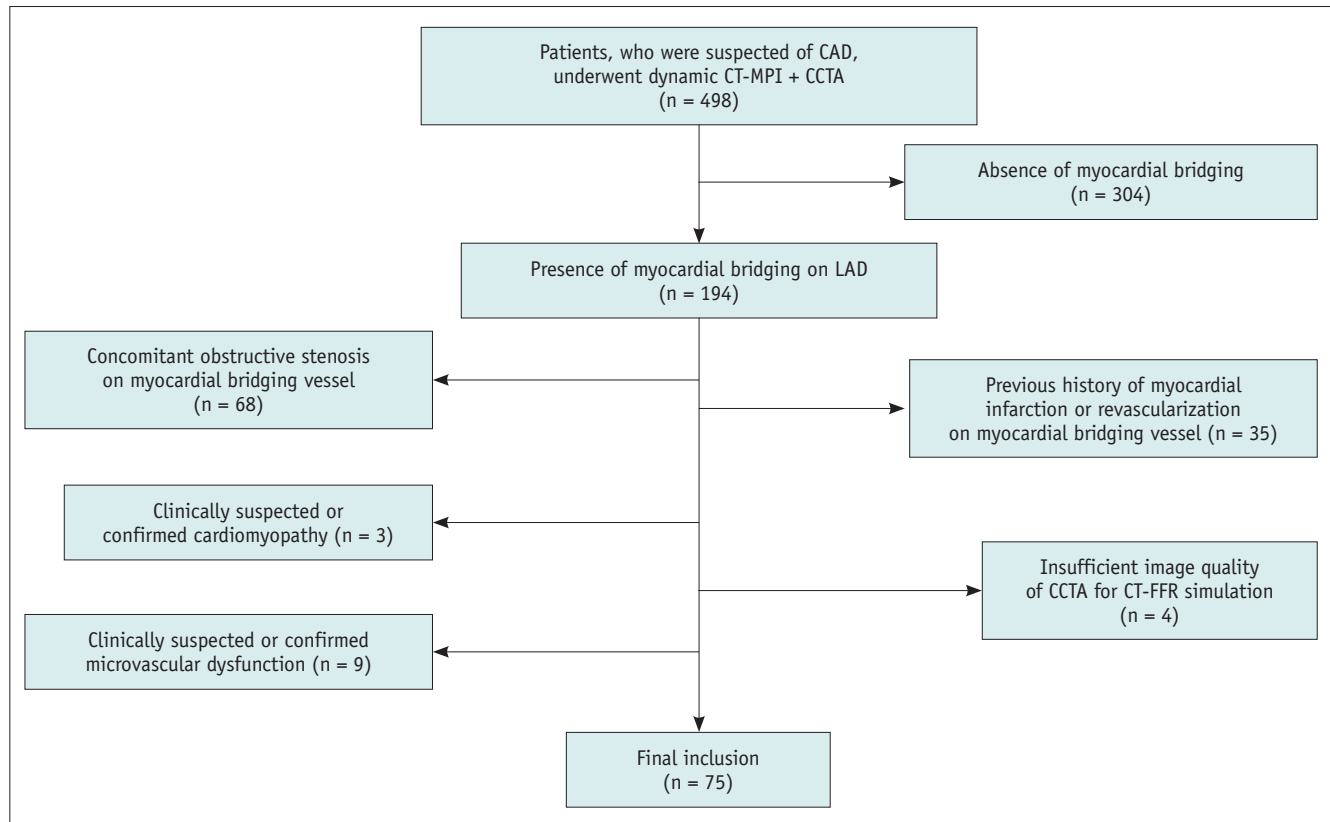 Patients, who were suspected of CAD,
underwent dynamic CT-MPI + CCTA
(n = 498)
Absence of myocardial bridging
(n = 304)
Presence of myocardial bridging on LAD
(n = 194)
Concomitant obstructive stenosis
on myocardial bridging vessel
(n = 68)
Previous history of myocardial
infarction or revascularization
on myocardial bridging vessel (n = 35)
Clinically suspected or
confirmed cardiomyopathy (n = 3)
Insufficient image quality
of CCTA for CT-FFR simulation
(n = 4)
Clinically suspected or confirmed
microvascular dysfunction (n = 9)
Final inclusion
(n = 75)